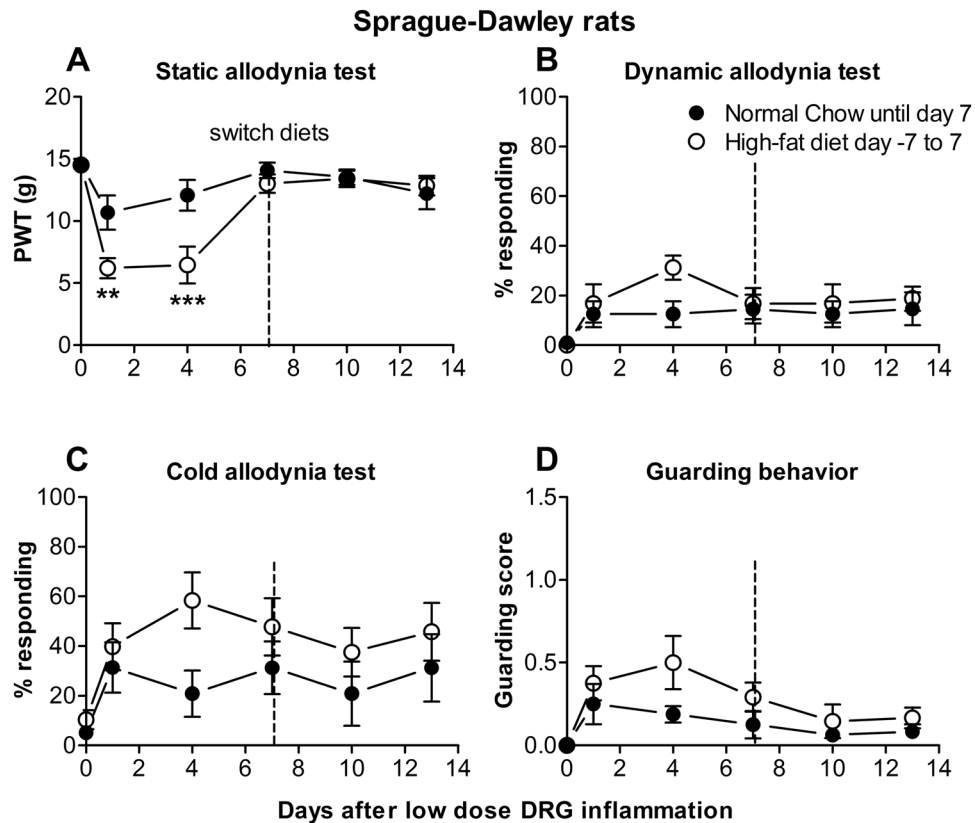 Sprague-Dawley rats
A
Static allodynia test
PWT (g)
20
15
10
5
0
switch diets
**
***
0 2 4 6 8 10 12 14
B
Dynamic allodynia test
% responding
100
80
60
40
20
0
Normal Chow until day 7
High-fat diet day -7 to 7
0 2 4 6 8 10 12 14
C
Cold allodynia test
% responding
100
80
60
40
20
0
0 2 4 6 8 10 12 14
D
Guarding behavior
Guarding score
1.5
1.0
0.5
0.0
0 2 4 6 8 10 12 14
Days after low dose DRG inflammation